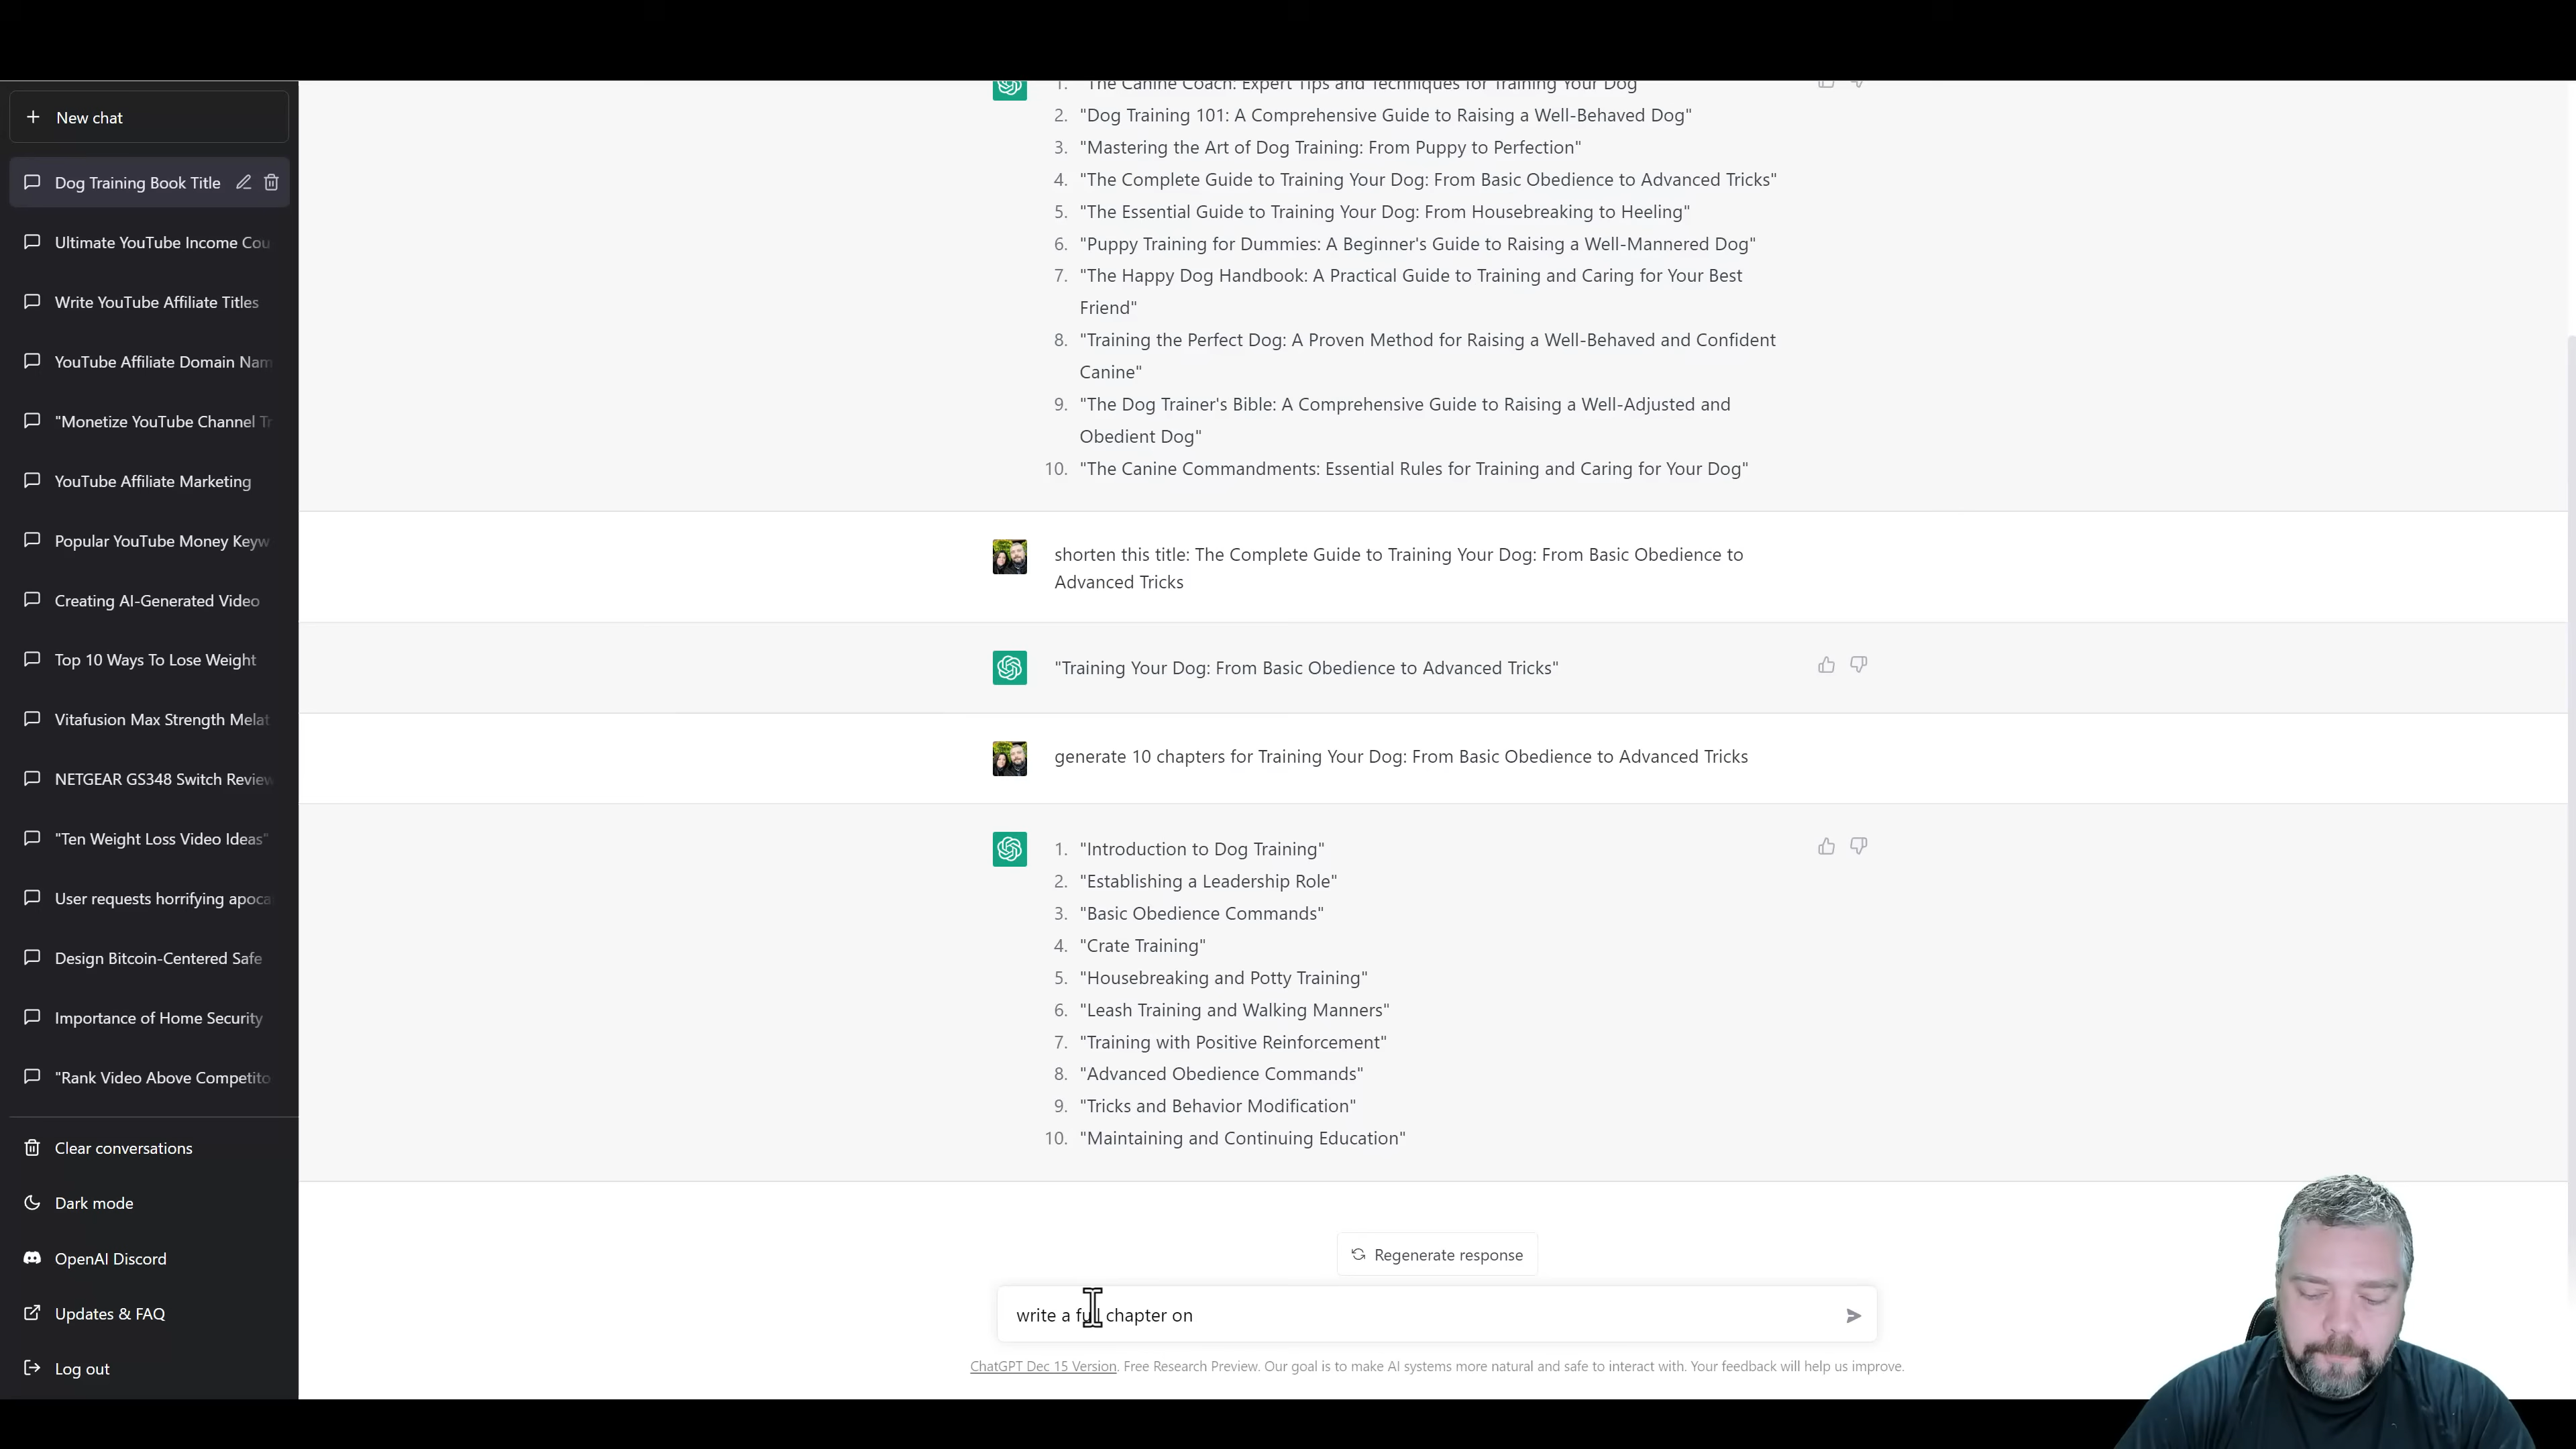 New chat
Dog Training Book Title
Ultimate YouTube Income Cou
Write YouTube Affiliate Titles
YouTube Affiliate Domain Nam
"Monetize YouTube Channel Tr
YouTube Affiliate Marketing
Popular YouTube Money Keyw
Creating AI-Generated Video
Top 10 Ways To Lose Weight
Vitafusion Max Strength Melat
NETGEAR GS348 Switch Review
"Ten Weight Loss Video Ideas"
User requests horrifying apoca
Design Bitcoin-Centered Safe
Importance of Home Security
"Rank Video Above Competito
Clear conversations
Dark mode
OpenAI Discord
Updates & FAQ
Log out
1. "The Canine Coach: Expert Tips and Techniques for Training Your Dog"
2. "Dog Training 101: A Comprehensive Guide to Raising a Well-Behaved Dog"
3. "Mastering the Art of Dog Training: From Puppy to Perfection"
4. "The Complete Guide to Training Your Dog: From Basic Obedience to Advanced Tricks"
5. "The Essential Guide to Training Your Dog: From Housebreaking to Heeling"
6. "Puppy Training for Dummies: A Beginner's Guide to Raising a Well-Mannered Dog"
7. "The Happy Dog Handbook: A Practical Guide to Training and Caring for Your Best
Friend"
8. "Training the Perfect Dog: A Proven Method for Raising a Well-Behaved and Confident
Canine"
9. "The Dog Trainer's Bible: A Comprehensive Guide to Raising a Well-Adjusted and
Obedient Dog"
10. "The Canine Commandments: Essential Rules for Training and Caring for Your Dog"
shorten this title: The Complete Guide to Training Your Dog: From Basic Obedience to
Advanced Tricks
"Training Your Dog: From Basic Obedience to Advanced Tricks"
generate 10 chapters for Training Your Dog: From Basic Obedience to Advanced Tricks
1. "Introduction to Dog Training"
2. "Establishing a Leadership Role"
3. "Basic Obedience Commands"
4. "Crate Training"
5. "Housebreaking and Potty Training"
6. "Leash Training and Walking Manners"
7. "Training with Positive Reinforcement"
8. "Advanced Obedience Commands"
9. "Tricks and Behavior Modification"
10. "Maintaining and Continuing Education"
Regenerate response
write a full chapter on
ChatGPT Dec 15 Version. Free Research Preview. Our goal is to make AI systems more natural and safe to interact with. Your feedback will help us improve.